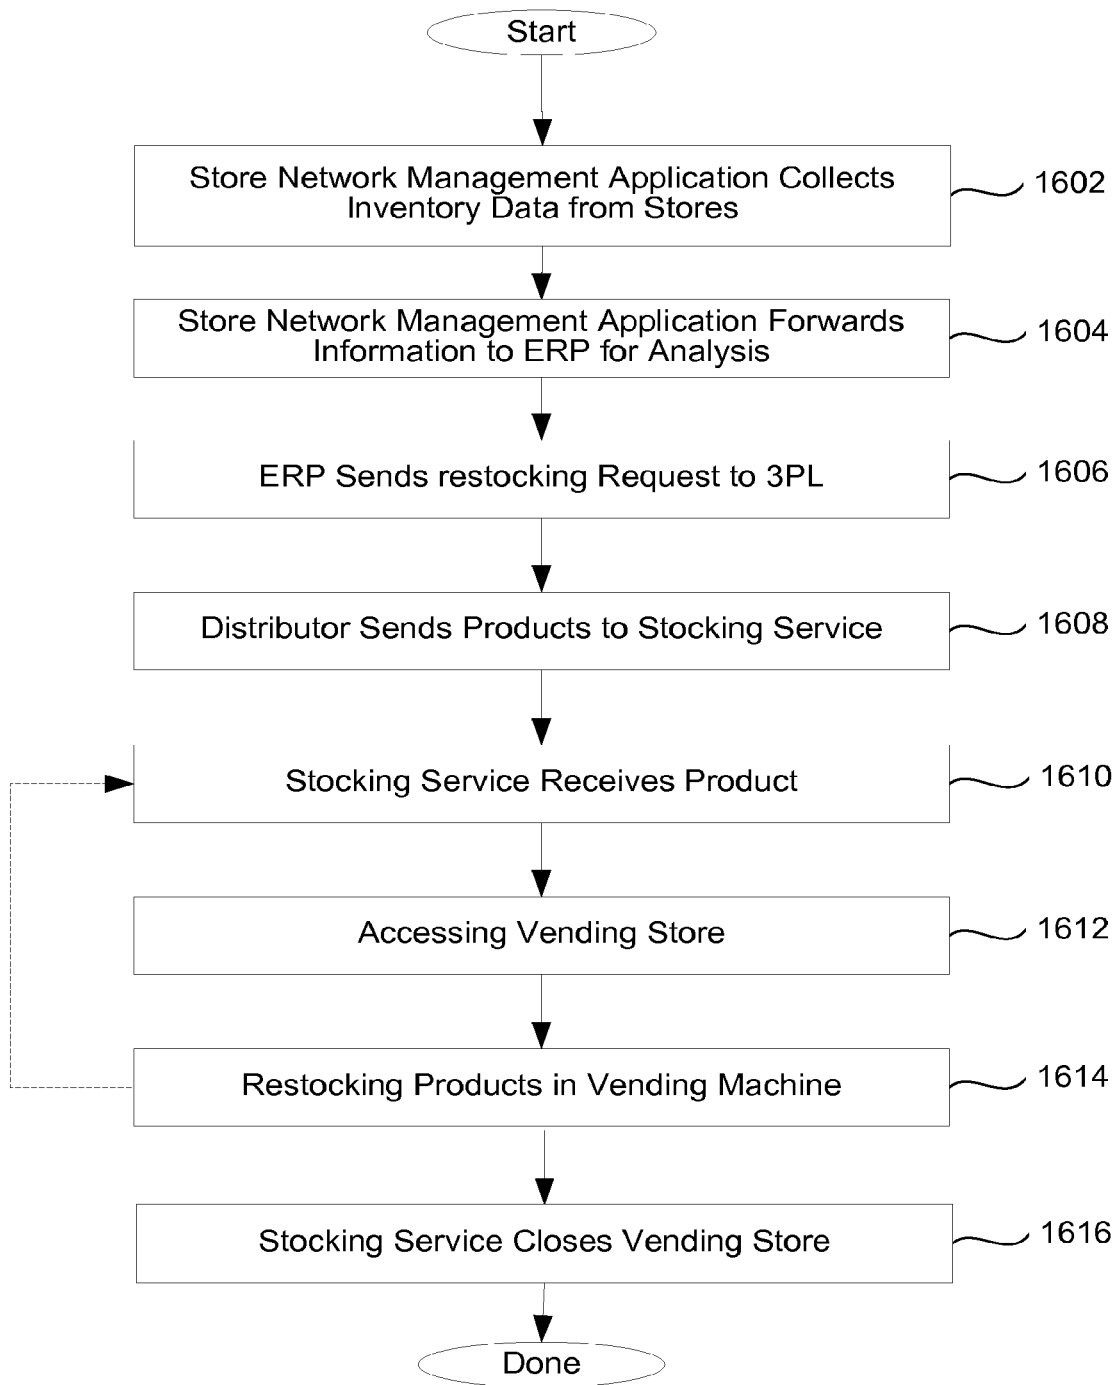 Start
Store Network Management Application Collects
Inventory Data from Stores
1602
Store Network Management Application Forwards
Information to ERP for Analysis
1604
ERP Sends restocking Request to 3PL
1606
Distributor Sends Products to Stocking Service
1608
Stocking Service Receives Product
1610
Accessing Vending Store
1612
Restocking Products in Vending Machine
1614
Stocking Service Closes Vending Store
1616
Done